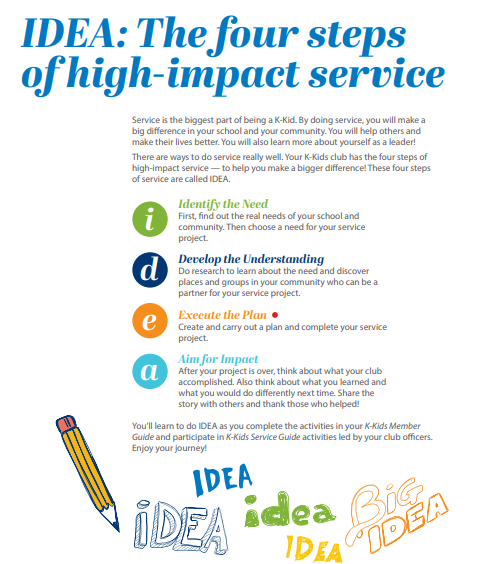 IDEA: The four steps
of high-impact service
Service is the biggest part of being a K-Kid. By doing service, you will make a
big difference in your school and your community. You will help others and
make their lives better. You will also learn more about yourself as a leader!
There are ways to do service really well. Your K-Kids club has the four steps of
high-impact service — to help you make a bigger difference! These four steps
of service are called IDEA.
i
Identify the Need
First, find out the real needs of your school and
community. Then choose a need for your service
project.
d
Develop the Understanding
Do research to learn about the need and discover
places and groups in your community who can be a
partner for your service project.
e
Execute the Plan
Create and carry out a plan and complete your service
project.
a
Aim for Impact
After your project is over, think about what your club
accomplished. Also think about what you learned and
what you would do differently next time. Share the
story with others and thank those who helped!
You'll learn to do IDEA as you complete the activities in your K-Kids Member
Guide and participate in K-Kids Service Guide activities led by your club officers.
Enjoy your journey!
IDEA
iDEA
idea
IDEA
BiG
IDEA